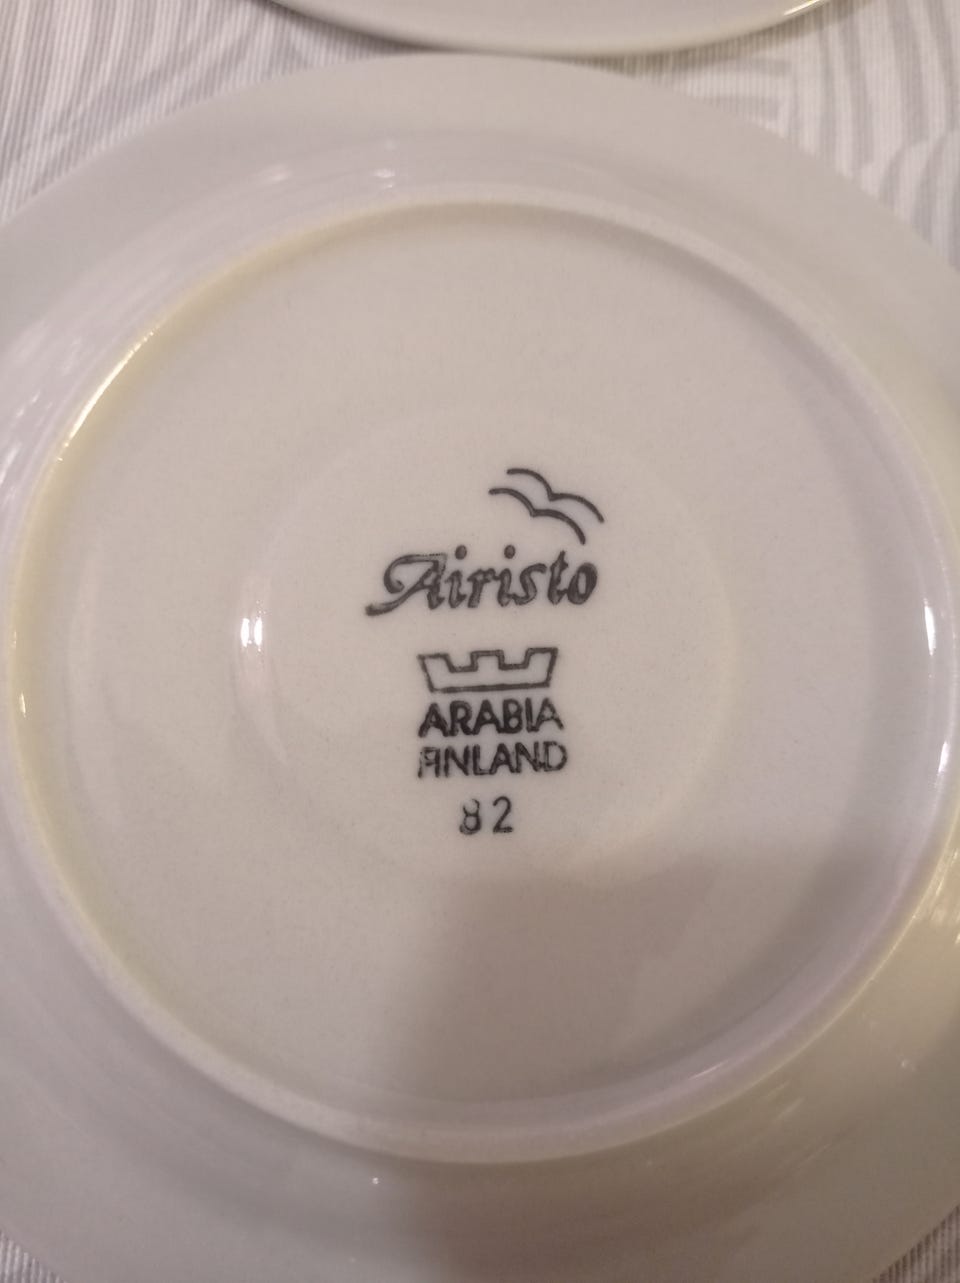 Airisto
ARABIA
FINLAND
82